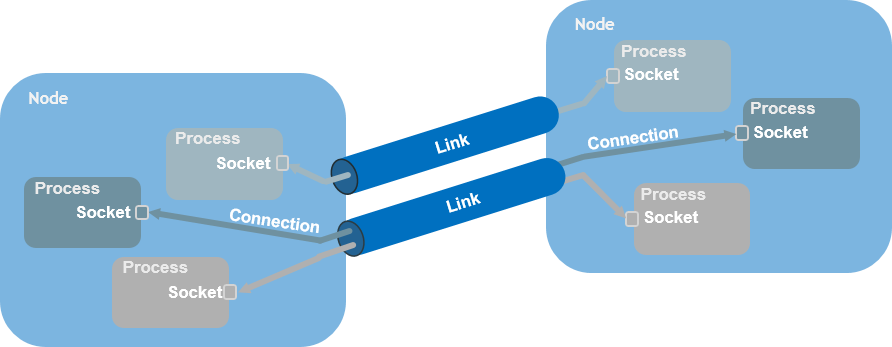 Node
Process
Socket
Process
Socket
Connection
Process
Socket
Link
Link
Node
Process
Socket
Process
Socket
Connection
Process
Socket